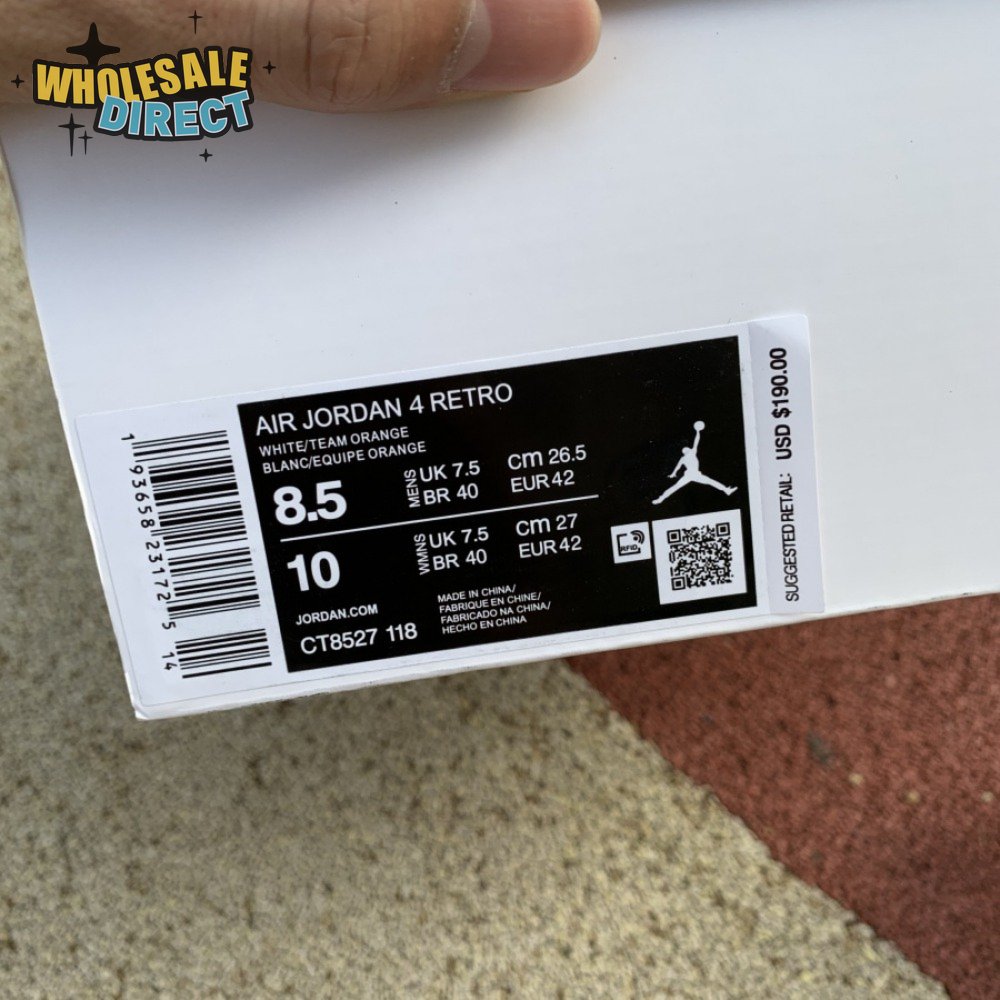 WHOLESALE
DIRECT
AIR JORDAN 4 RETRO
WHITE/TEAM ORANGE
BLANC/EQUIPE ORANGE
8.5 MENS UK 7.5 cm 26.5
BR 40 EUR 42
10 WMNS UK 7.5 cm 27
BR 40 EUR 42
RFID
JORDAN.COM
CT8527 118
MADE IN CHINA/
FABRIQUE EN CHINE/
FABRICADO NA CHINA/
HECHO EN CHINA
1 93658 23172 5 14
SUGGESTED RETAIL: USD $190.00